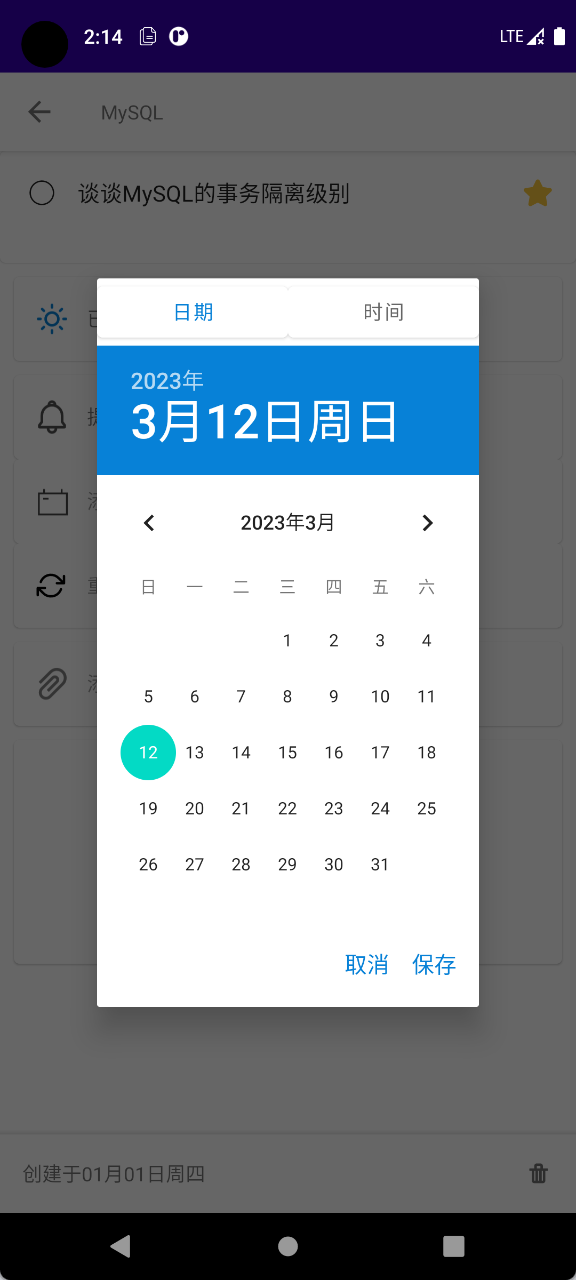 2:14 LTE
MySQL
谈谈MySQL的事务隔离级别
日期 时间
2023年
3月12日周日
2023年3月
日 一 二 三 四 五 六
1 2 3 4
5 6 7 8 9 10 11
12 13 14 15 16 17 18
19 20 21 22 23 24 25
26 27 28 29 30 31
取消 保存
创建于01月01日周四